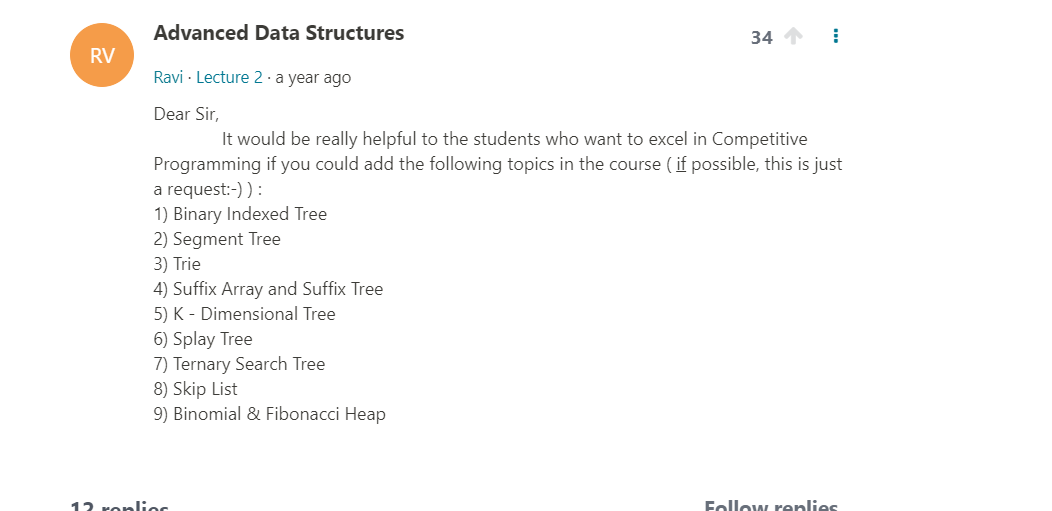 RV
Advanced Data Structures
34
Ravi · Lecture 2 · a year ago
Dear Sir,
It would be really helpful to the students who want to excel in Competitive
Programming if you could add the following topics in the course ( if possible, this is just
a request:-) ) :
1) Binary Indexed Tree
2) Segment Tree
3) Trie
4) Suffix Array and Suffix Tree
5) K - Dimensional Tree
6) Splay Tree
7) Ternary Search Tree
8) Skip List
9) Binomial & Fibonacci Heap
12 replies
Follow replies